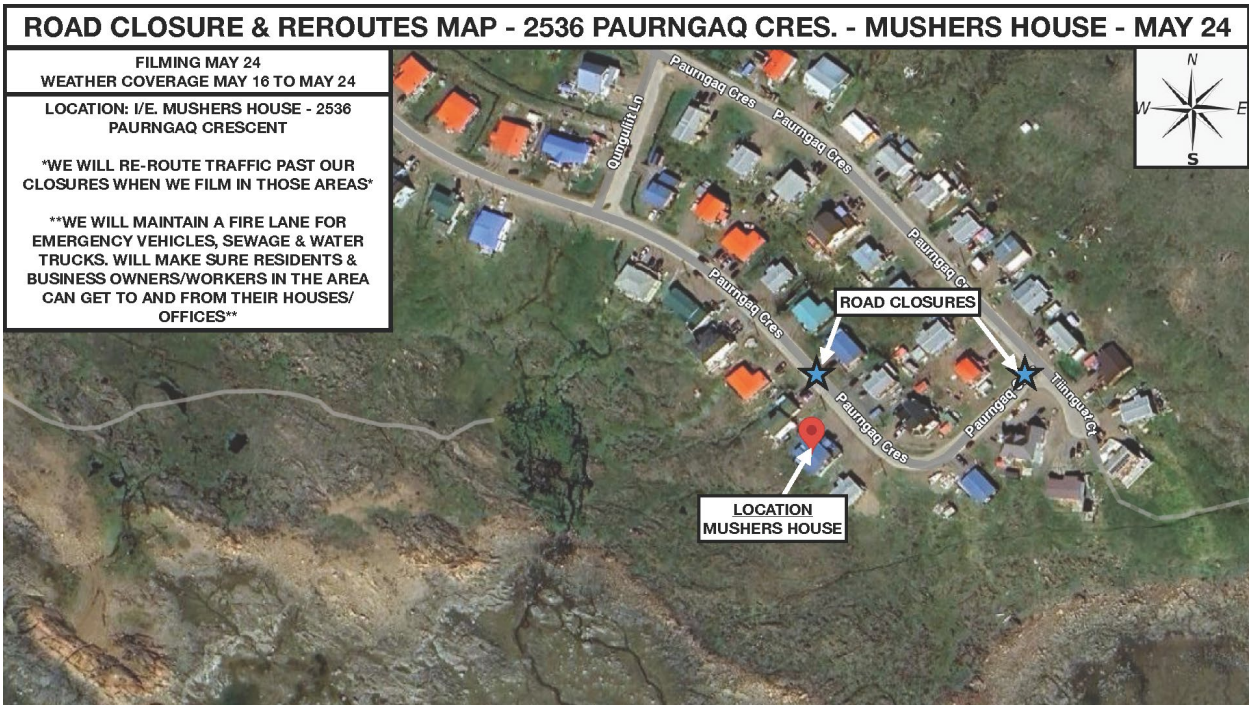 ROAD CLOSURE & REROUTES MAP - 2536 PAURNGAQ CRES. - MUSHERS HOUSE - MAY 24
FILMING MAY 24
WEATHER COVERAGE MAY 16 TO MAY 24
LOCATION: I/E. MUSHERS HOUSE - 2536
PAURNGAQ CRESCENT
*WE WILL RE-ROUTE TRAFFIC PAST OUR
CLOSURES WHEN WE FILM IN THOSE AREAS*
**WE WILL MAINTAIN A FIRE LANE FOR
EMERGENCY VEHICLES, SEWAGE & WATER
TRUCKS. WILL MAKE SURE RESIDENTS &
BUSINESS OWNERS/WORKERS IN THE AREA
CAN GET TO AND FROM THEIR HOUSES/
OFFICES**
N
W
E
S
Paurngaq Cres
Paurngaq Cres
Qunguliit Ln
Paurngaq Cres
Paurngaq Cres
ROAD CLOSURES
Paurngaq Cres
Paurngaq C
Tiinnguat Ct
LOCATION
MUSHERS HOUSE